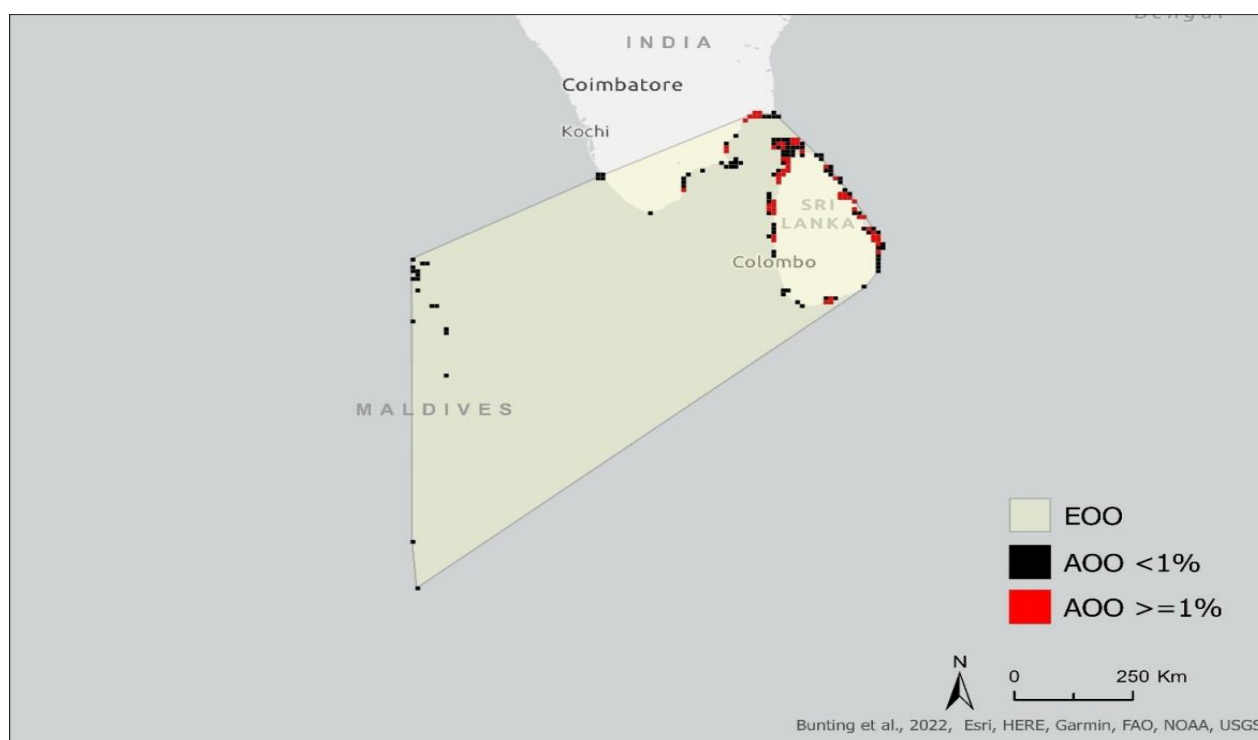 INDIA
Coimbatore
Kochi
SRI
LANKA
Colombo
MALDIVES
EOO
AOO <1%
AOO >=1%
N
0 250 Km
Bunting et al., 2022, Esri, HERE, Garmin, FAO, NOAA, USGS